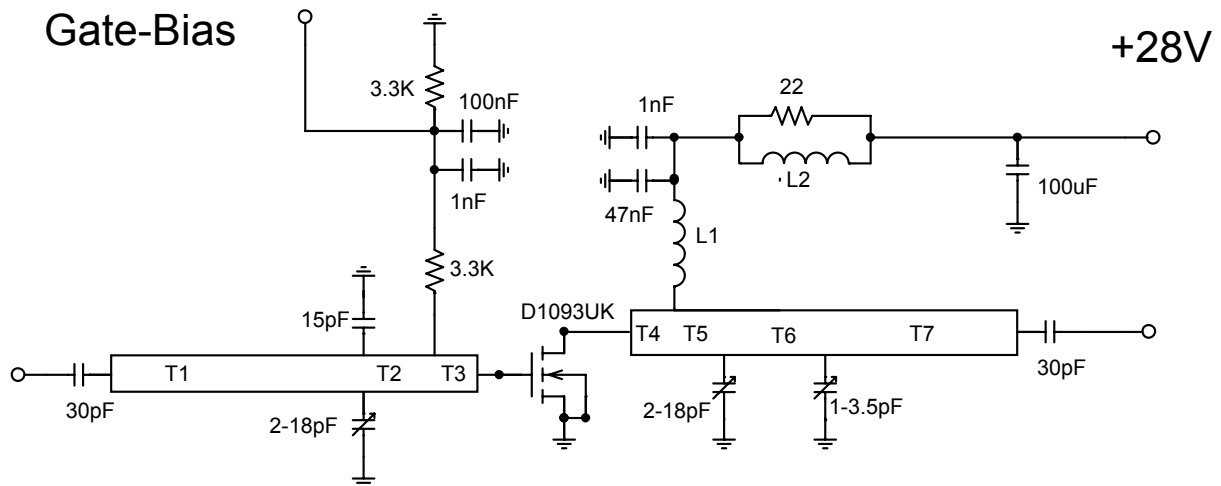 Gate-Bias
+28V
3.3K
100nF
1nF
22
1nF
L2
100uF
47nF
L1
3.3K
D1093UK
15pF
T1
T2
T3
T4
T5
T6
T7
30pF
2-18pF
2-18pF
1-3.5pF
30pF